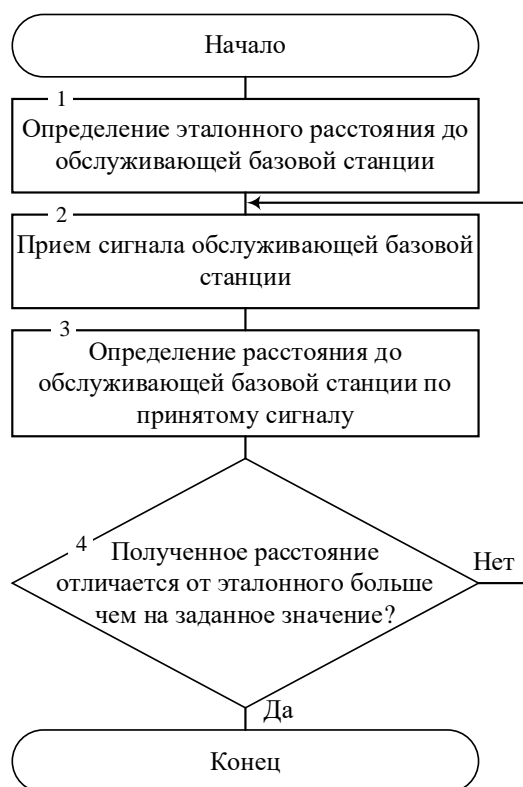 Начало
1
Определение эталонного расстояния до
обслуживающей базовой станции
2
Прием сигнала обслуживающей базовой
станции
3
Определение расстояния до
обслуживающей базовой станции по
принятому сигналу
4
Полученное расстояние
отличается от эталонного больше
чем на заданное значение?
Нет
Да
Конец